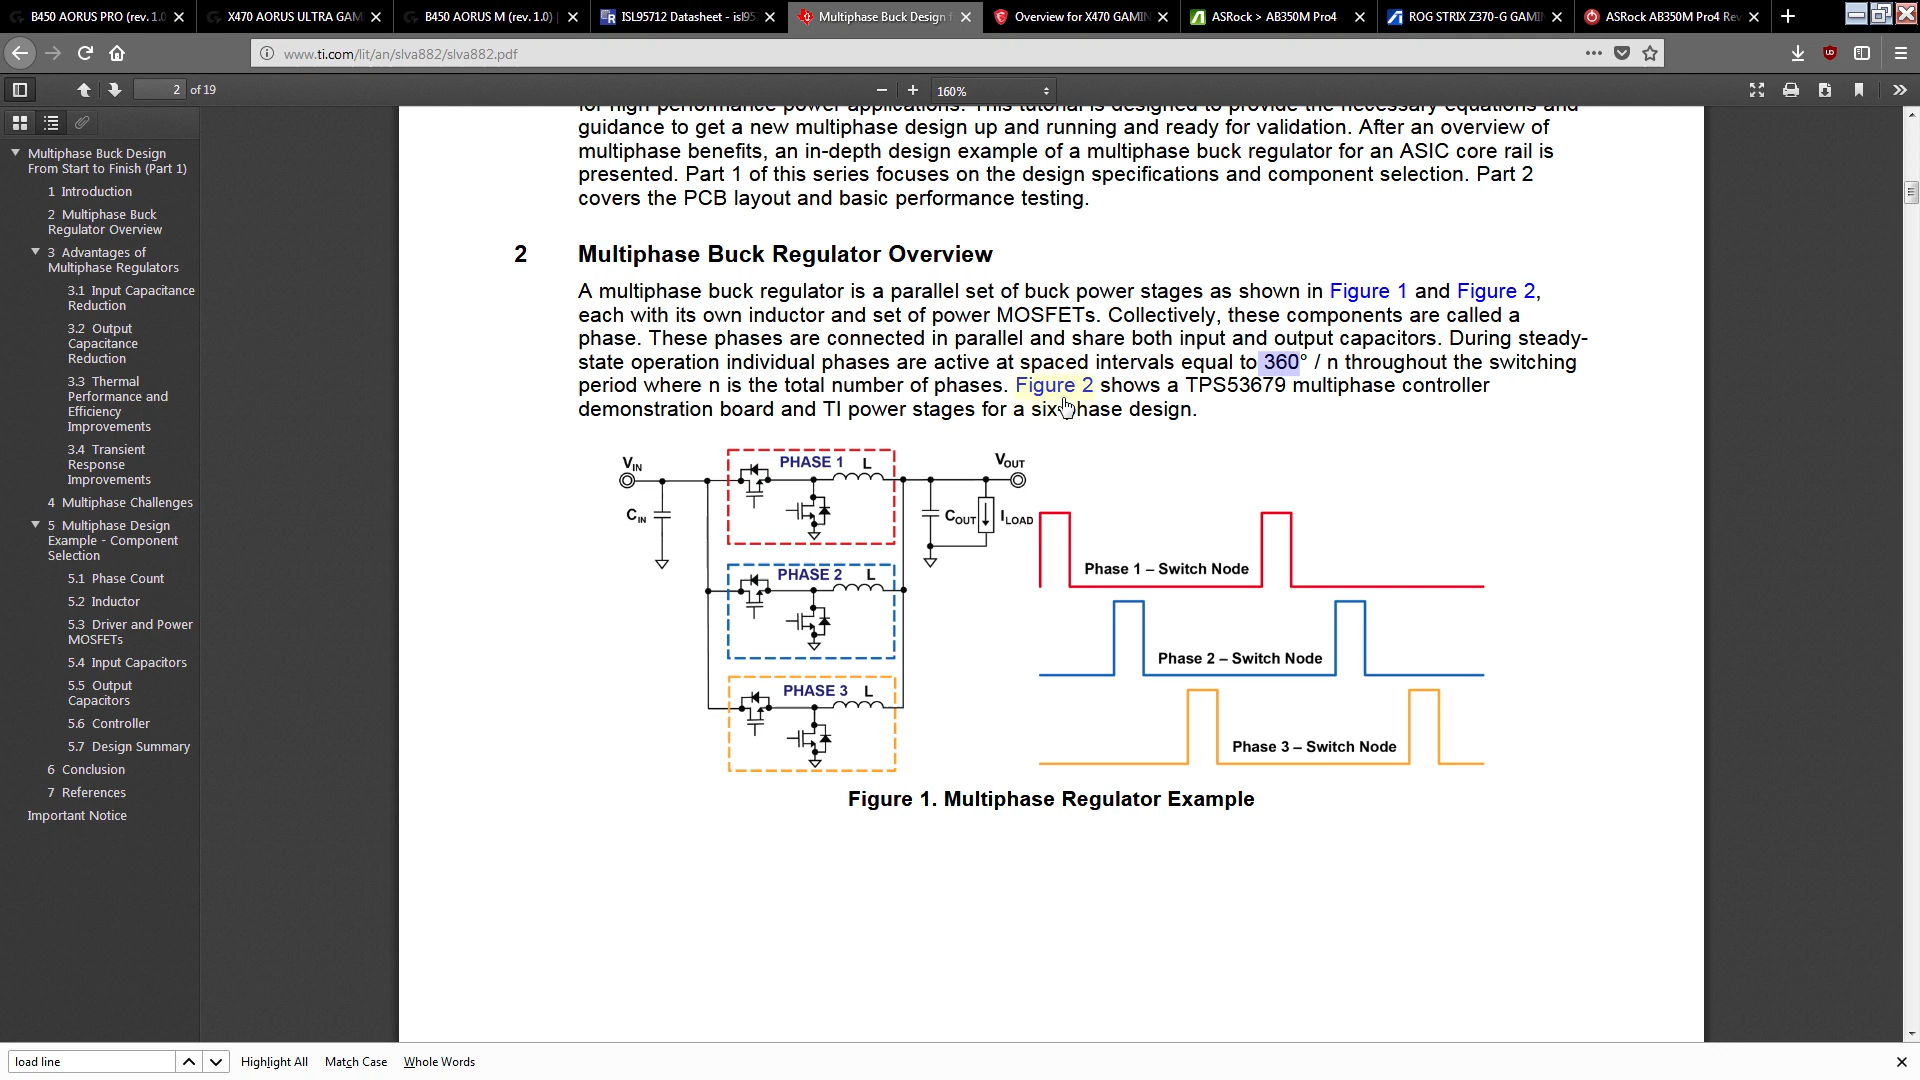 B450 AORUS PRO (rev. 1.0)
X470 AORUS ULTRA GAM
B450 AORUS M (rev. 1.0) |
ISL95712 Datasheet - isl95
Multiphase Buck Design f
Overview for X470 GAMIN
ASRock > AB350M Pro4
ROG STRIX Z370-G GAMI
ASRock AB350M Pro4 Rev
www.ti.com/lit/an/slva882/slva882.pdf
2 of 19
160%
Multiphase Buck Design
From Start to Finish (Part 1)
1 Introduction
2 Multiphase Buck
Regulator Overview
3 Advantages of
Multiphase Regulators
3.1 Input Capacitance
Reduction
3.2 Output
Capacitance
Reduction
3.3 Thermal
Performance and
Efficiency
Improvements
3.4 Transient
Response
Improvements
4 Multiphase Challenges
5 Multiphase Design
Example - Component
Selection
5.1 Phase Count
5.2 Inductor
5.3 Driver and Power
MOSFETs
5.4 Input Capacitors
5.5 Output
Capacitors
5.6 Controller
5.7 Design Summary
6 Conclusion
7 References
Important Notice
for high performance power applications. This tutorial is designed to provide the necessary equations and
guidance to get a new multiphase design up and running and ready for validation. After an overview of
multiphase benefits, an in-depth design example of a multiphase buck regulator for an ASIC core rail is
presented. Part 1 of this series focuses on the design specifications and component selection. Part 2
covers the PCB layout and basic performance testing.
2 Multiphase Buck Regulator Overview
A multiphase buck regulator is a parallel set of buck power stages as shown in Figure 1 and Figure 2,
each with its own inductor and set of power MOSFETs. Collectively, these components are called a
phase. These phases are connected in parallel and share both input and output capacitors. During steady-
state operation individual phases are active at spaced intervals equal to 360° / n throughout the switching
period where n is the total number of phases. Figure 2 shows a TPS53679 multiphase controller
demonstration board and TI power stages for a six-phase design.
VIN
PHASE 1 L
VOUT
CIN
COUT
ILOAD
PHASE 2 L
PHASE 3 L
Phase 1 – Switch Node
Phase 2 – Switch Node
Phase 3 – Switch Node
Figure 1. Multiphase Regulator Example
load line
Highlight All Match Case Whole Words